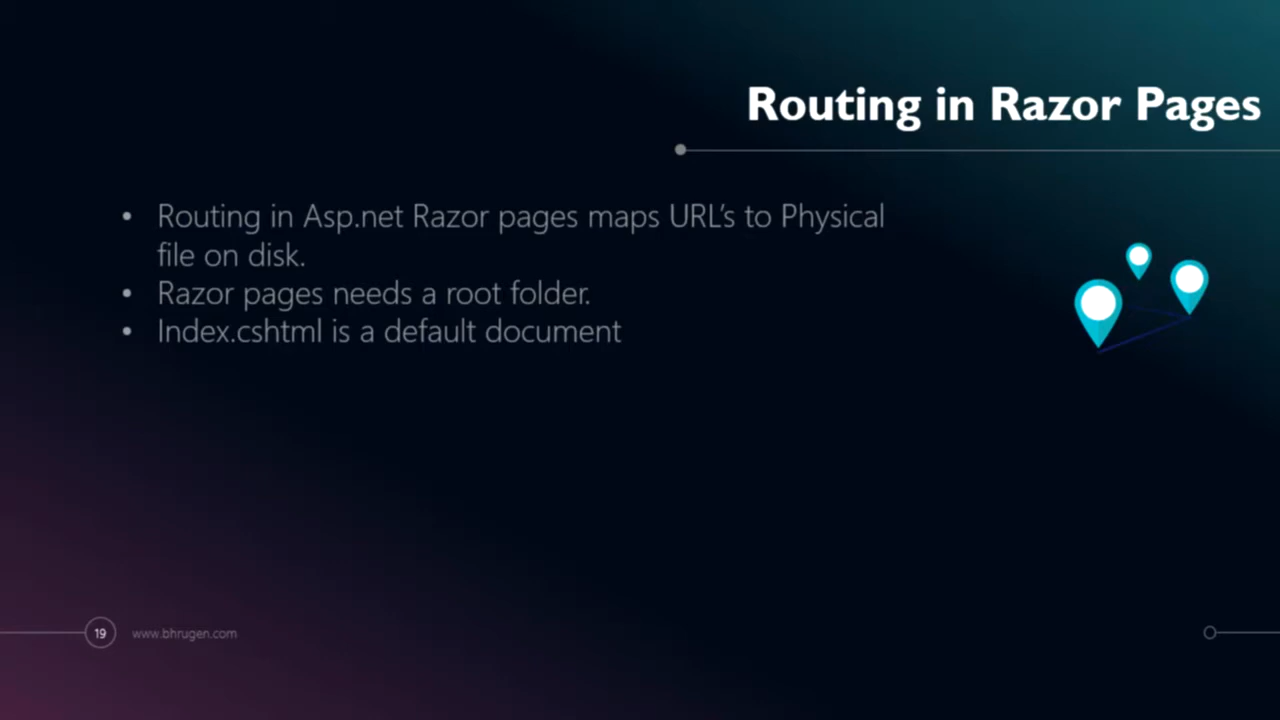 Routing in Razor Pages
• Routing in Asp.net Razor pages maps URL's to Physical
file on disk.
• Razor pages needs a root folder.
• Index.cshtml is a default document
19
www.bhrugen.com